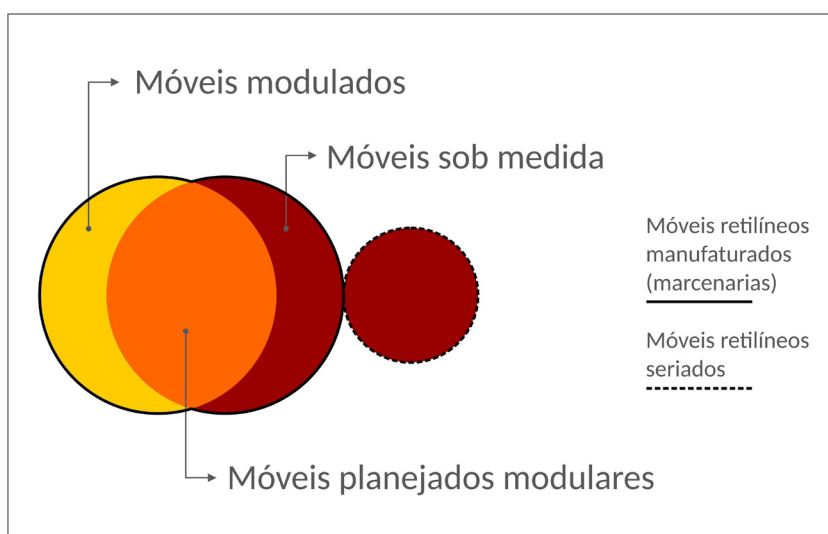 Móveis modulados
Móveis sob medida
Móveis retilíneos
manufaturados
(marcenarias)
Móveis retilíneos
seriados
Móveis planejados modulares